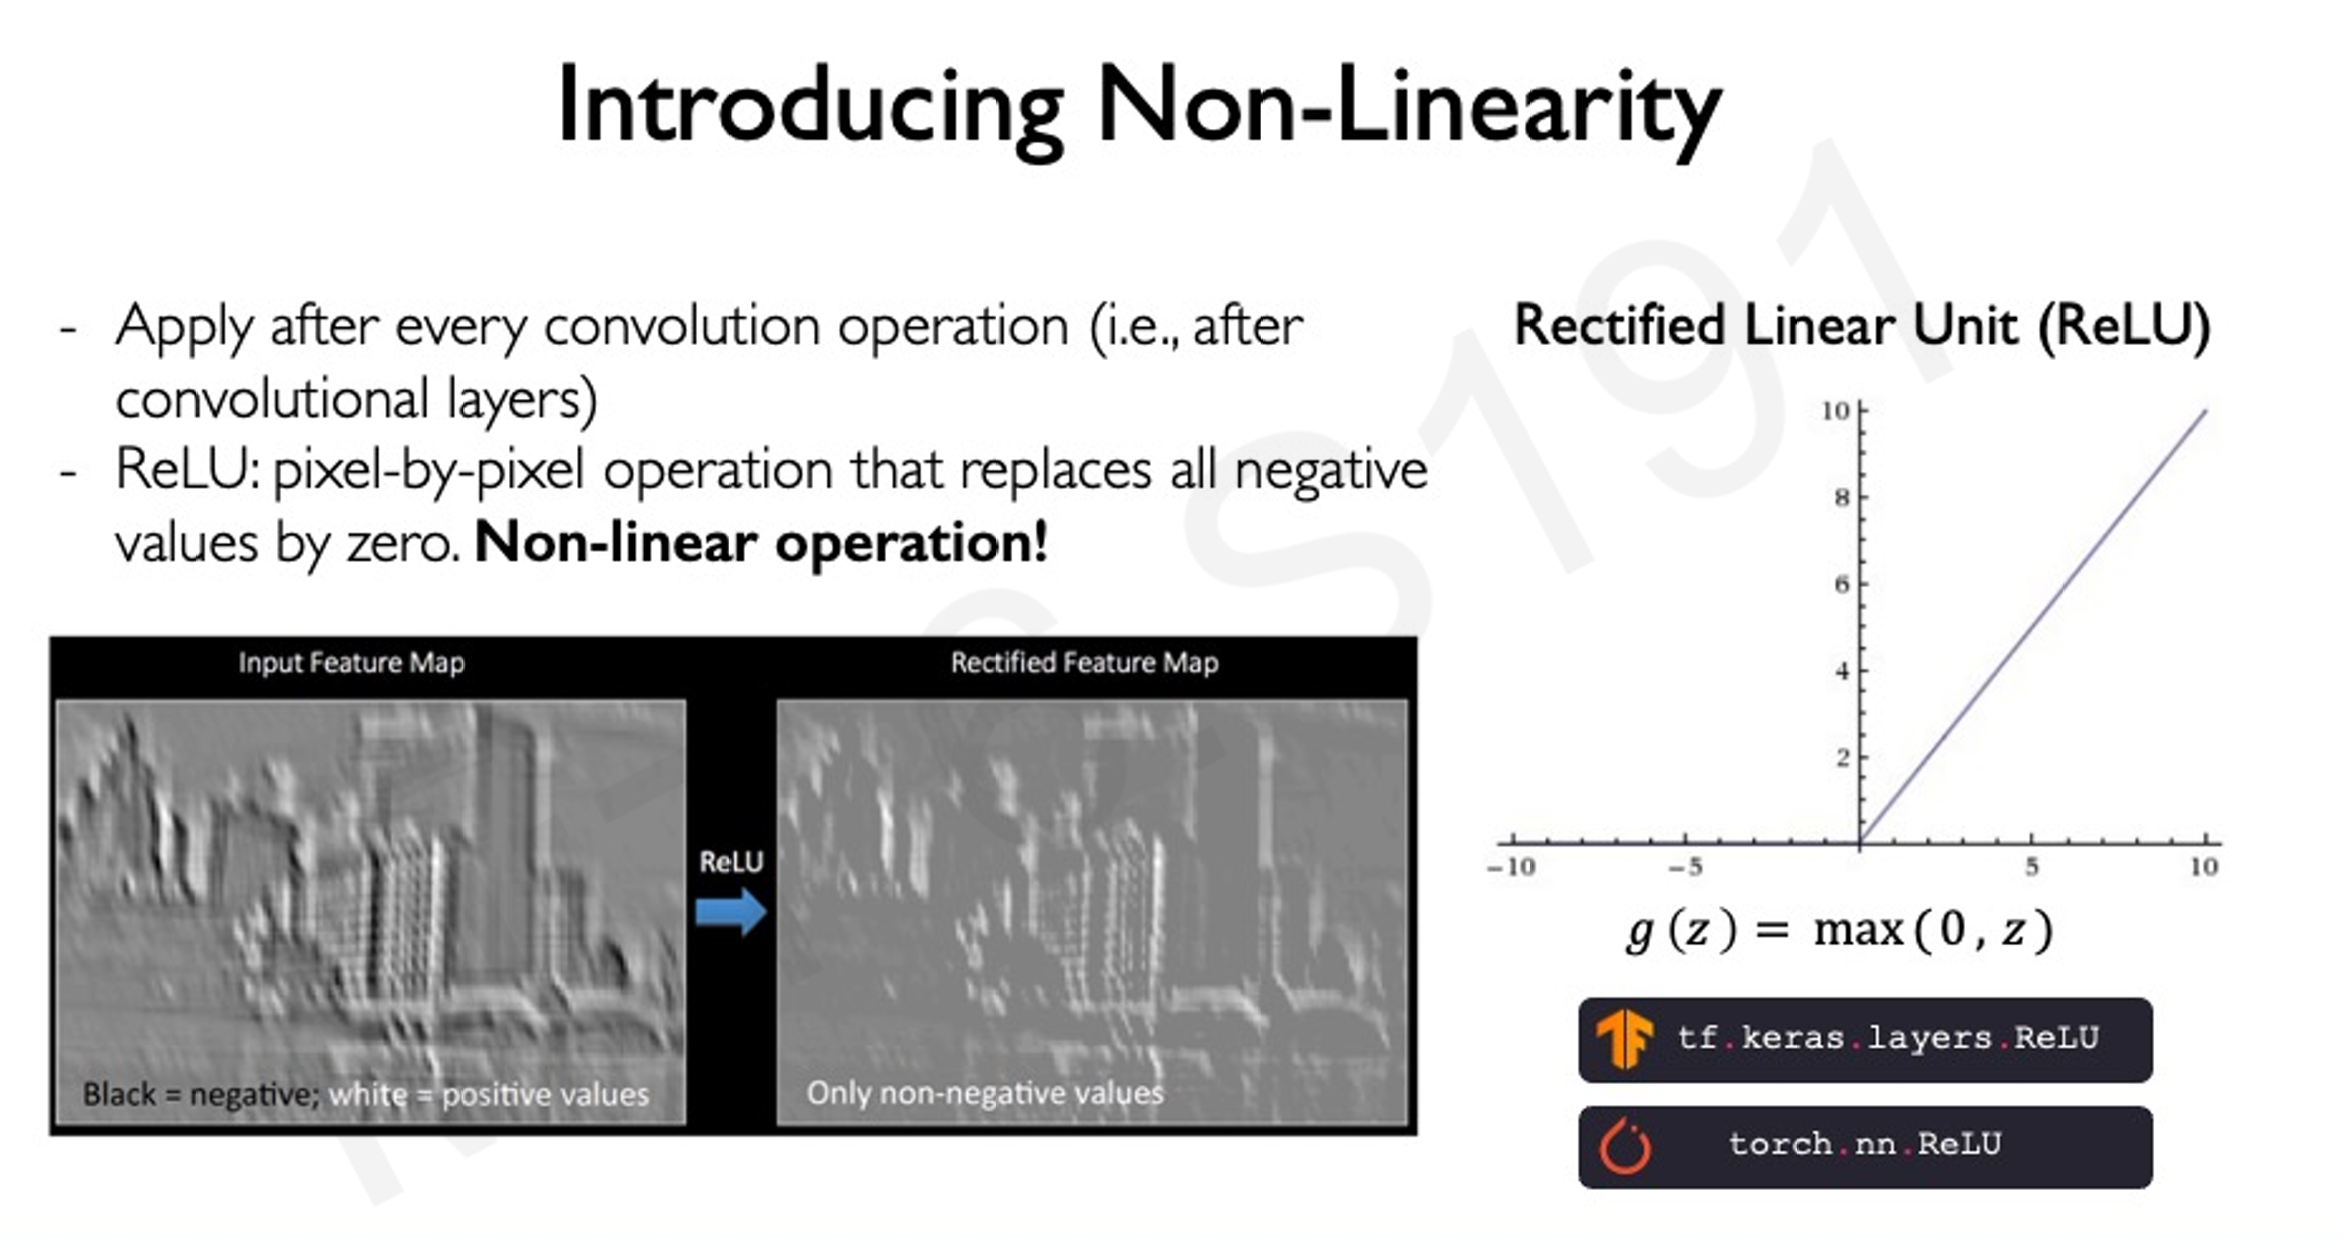 Introducing Non-Linearity
- Apply after every convolution operation (i.e., after
convolutional layers)
- ReLU: pixel-by-pixel operation that replaces all negative
values by zero. Non-linear operation!
Input Feature Map
Rectified Feature Map
ReLU
Black = negative; white = positive values
Only non-negative values
Rectified Linear Unit (ReLU)
10
8
6
4
2
-10 -5 5 10
g(z) = max(0, z)
tf.keras.layers.ReLU
torch.nn.ReLU
S191